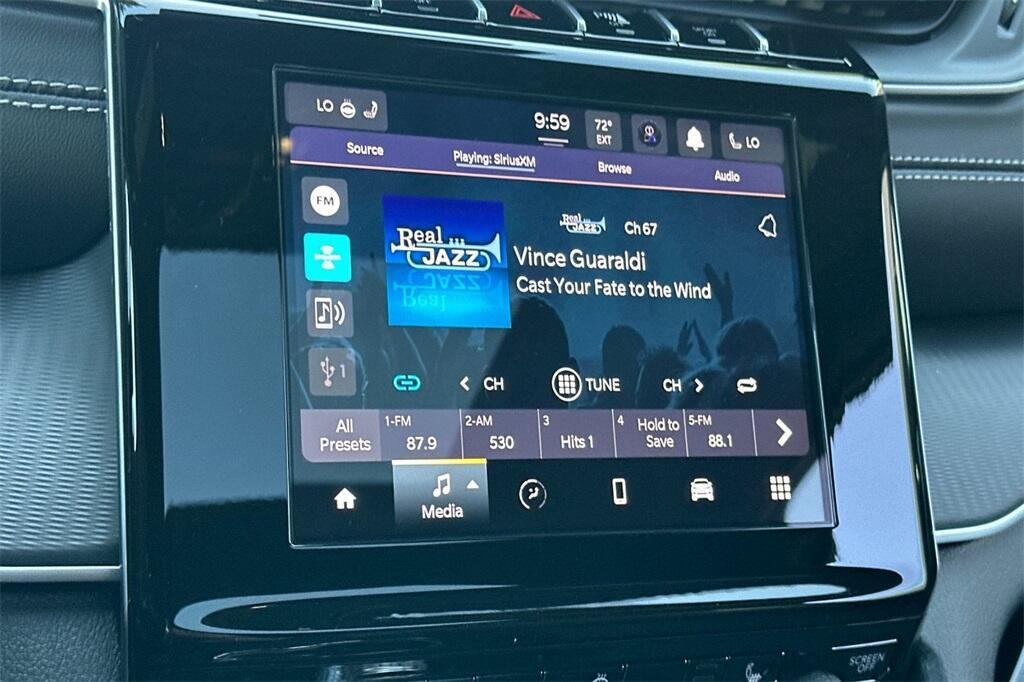 LO
9:59
72°
EXT
LO
Source
Playing: SiriusXM
Browse
Audio
FM
Real
JAZZ
Real
JAZZ
Ch 67
Vince Guaraldi
Cast Your Fate to the Wind
1
CH
TUNE
CH
All
Presets
1-FM
87.9
2-AM
530
3
Hits 1
4
Hold to
Save
5-FM
88.1
Media
SCREEN
OFF